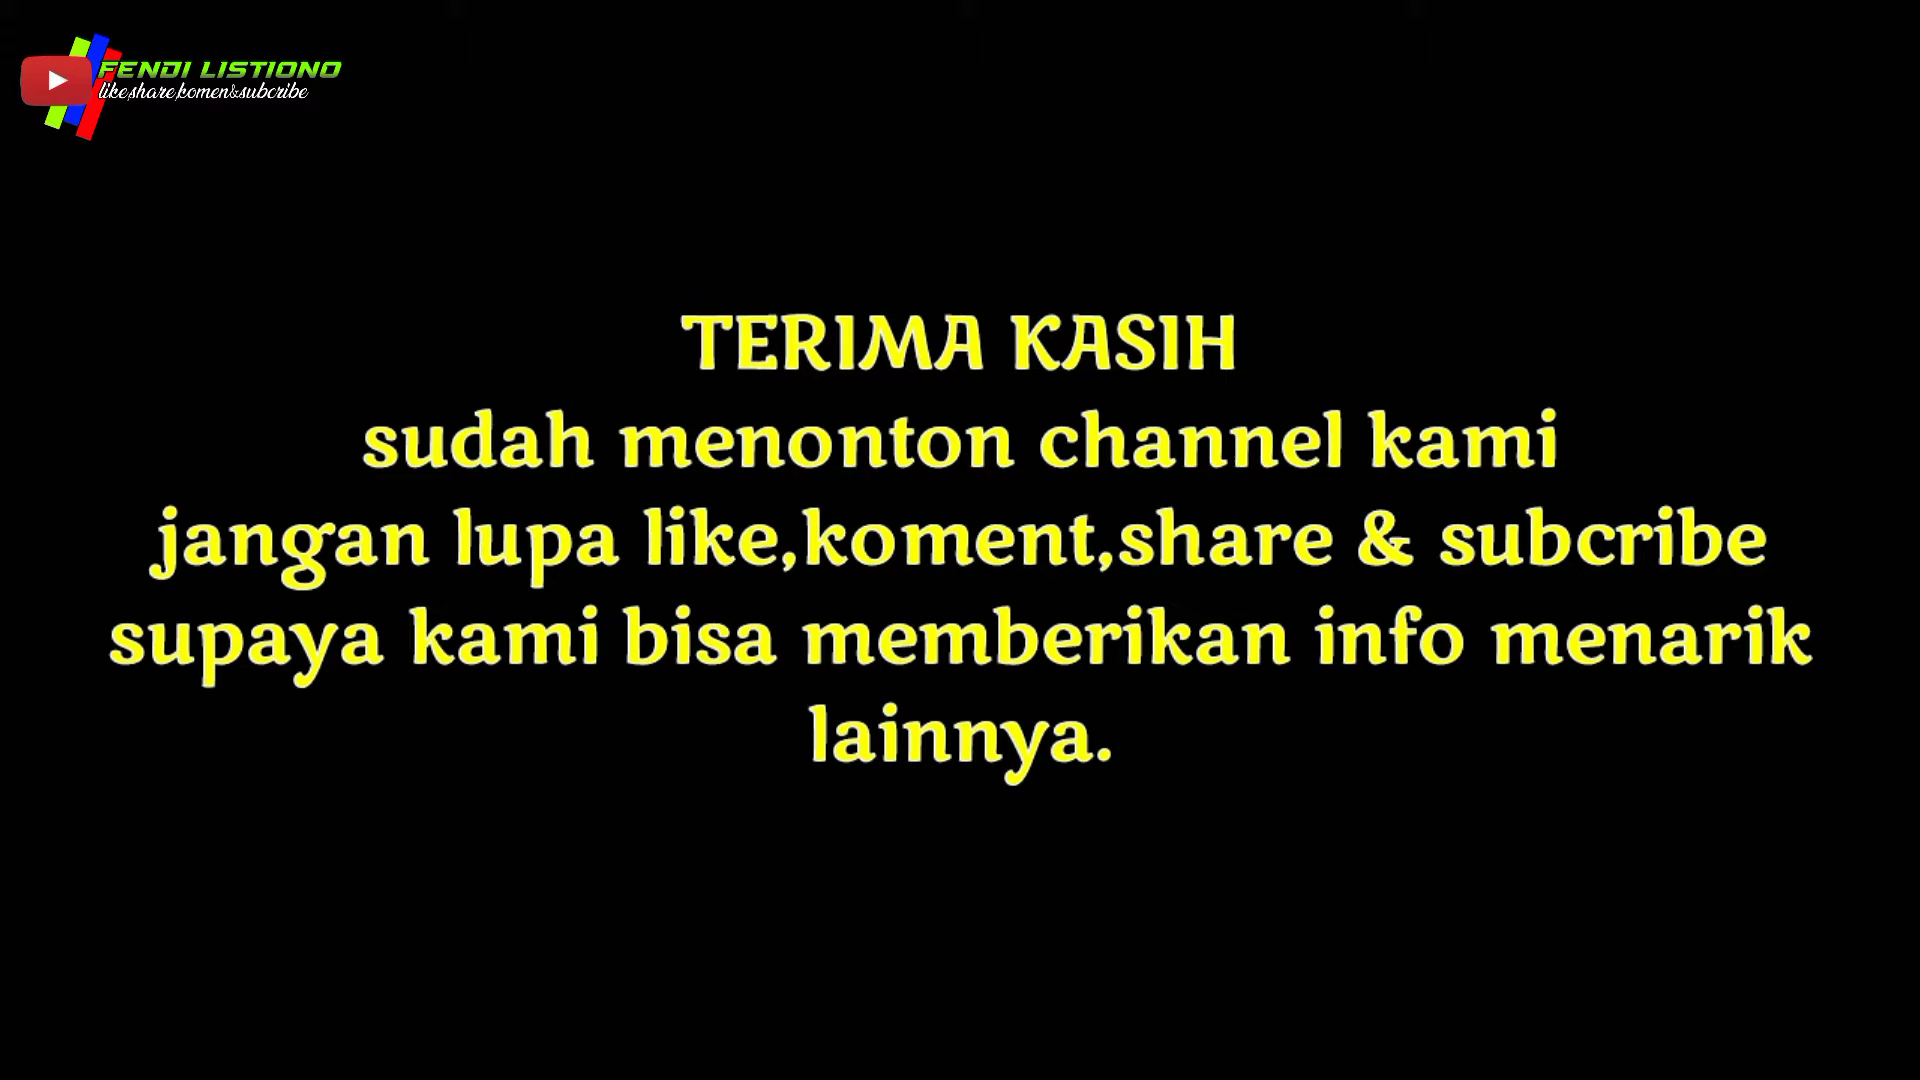 FENDI LISTIONO
like,share,komen&subcribe
TERIMA KASIH
sudah menonton channel kami
jangan lupa like,koment,share & subcribe
supaya kami bisa memberikan info menarik
lainnya.